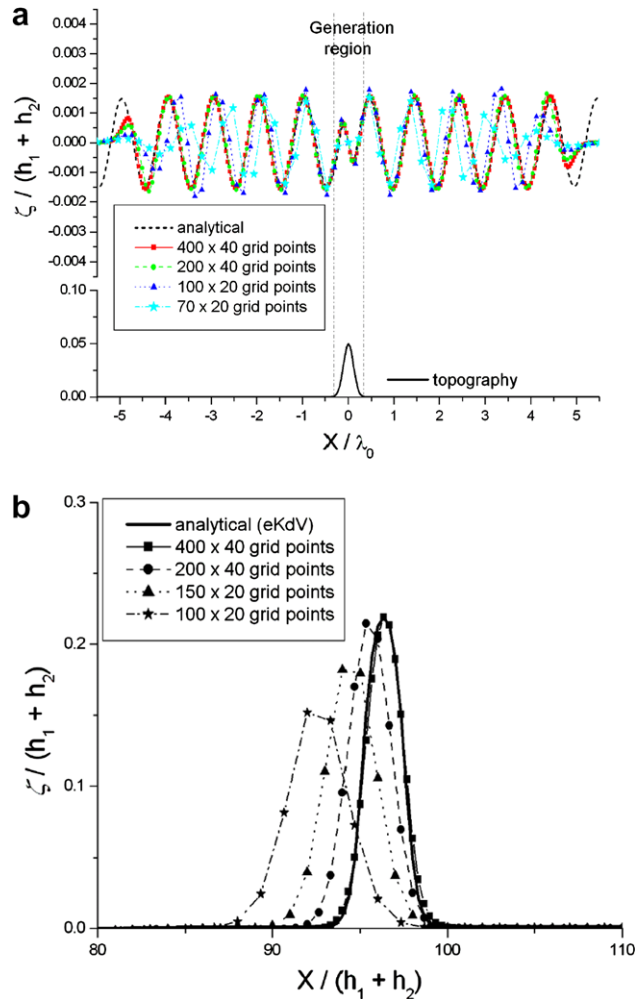 a
0.004
0.003
0.002
0.001
0.000
-0.001
-0.002
-0.003
-0.004
ζ / (h₁ + h₂)
Generation
region
analytical
400 x 40 grid points
200 x 40 grid points
100 x 20 grid points
70 x 20 grid points
0.10
0.05
0.00
topography
-5 -4 -3 -2 -1 0 1 2 3 4 5
X / λ₀
b
0.3
0.2
0.1
0.0
ζ / (h₁ + h₂)
analytical (eKdV)
400 x 40 grid points
200 x 40 grid points
150 x 20 grid points
100 x 20 grid points
80 90 100 110
X / (h₁ + h₂)